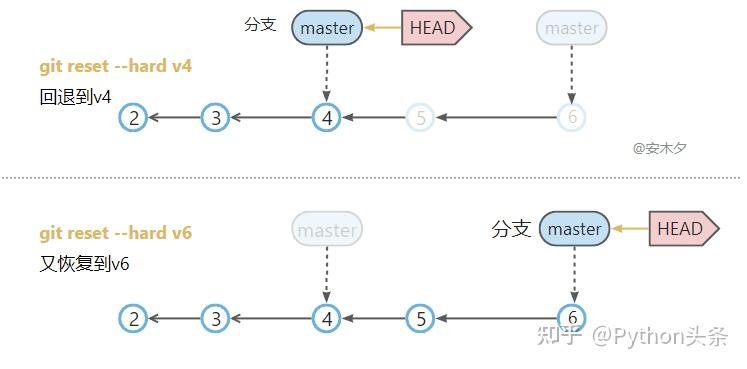 分支 master HEAD master
git reset --hard v4
回退到v4
2 3 4 5 6
@安木夕
git reset --hard v6
master 分支 master HEAD
又恢复到v6
2 3 4 5 6
知乎 @Python头条